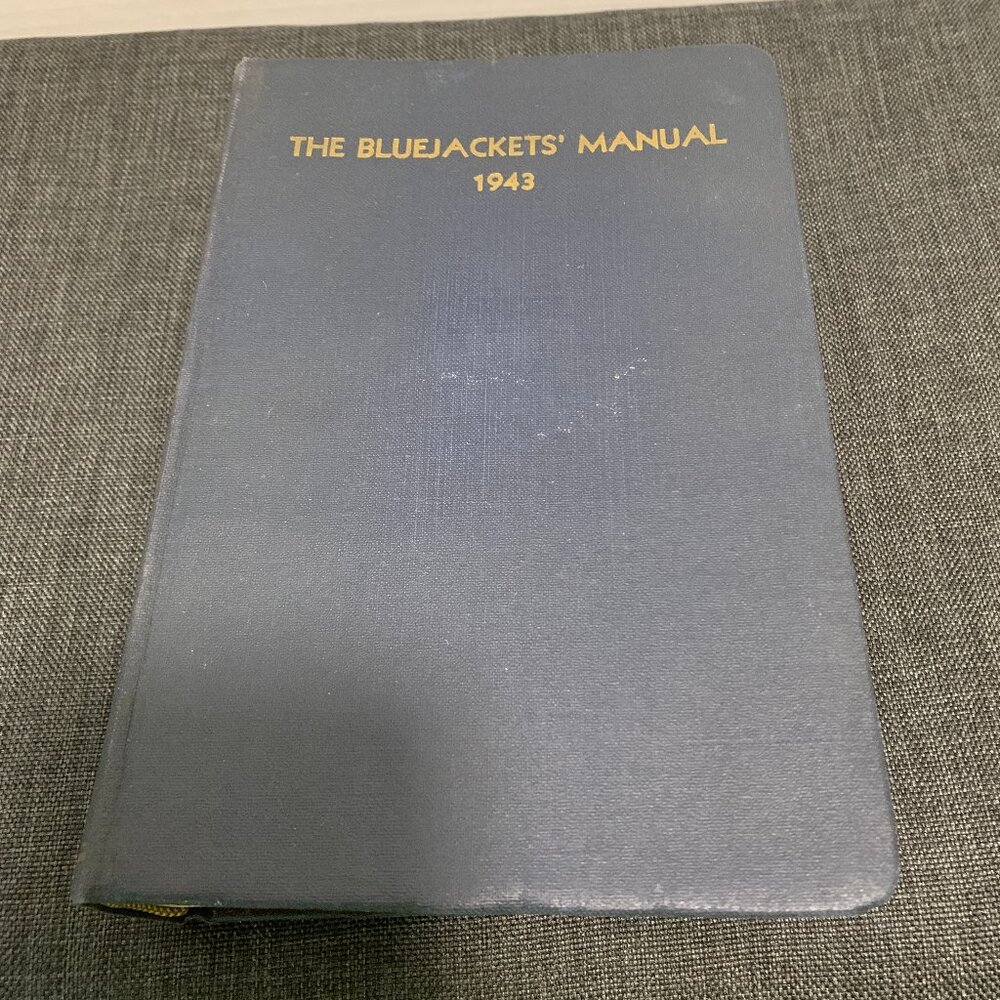 THE BLUEJACKETS' MANUAL
1943